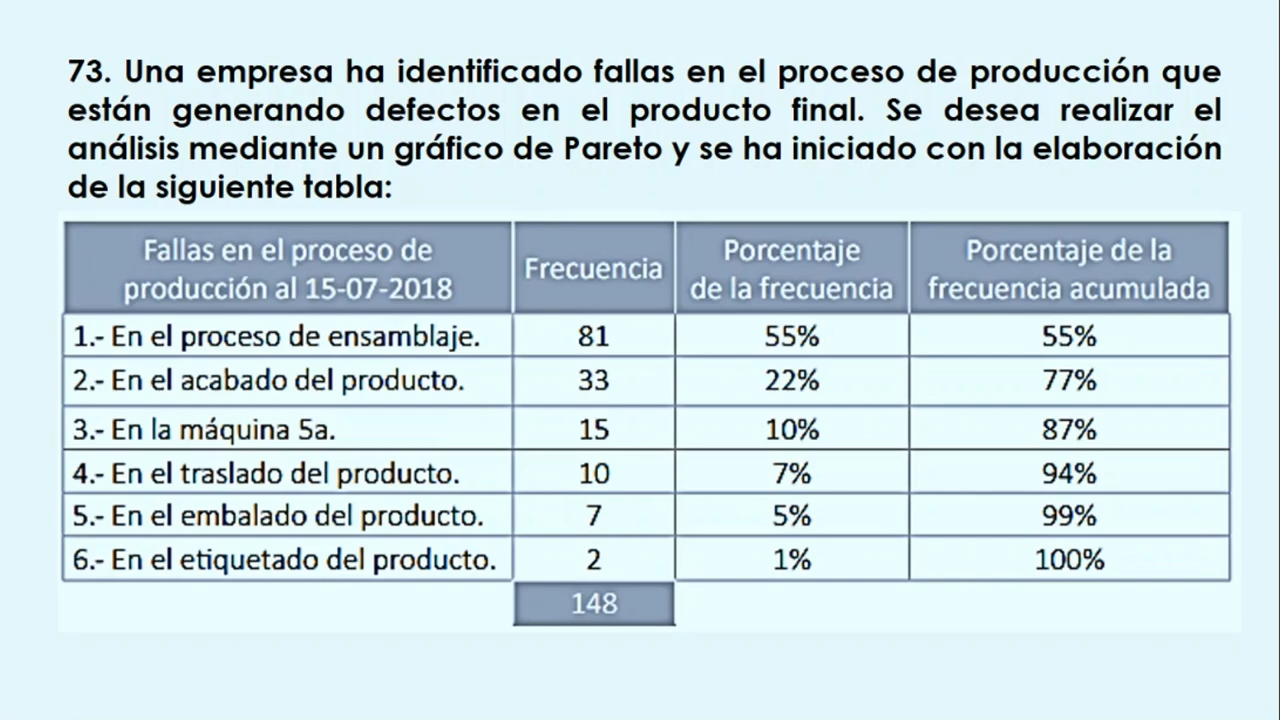 73. Una empresa ha identificado fallas en el proceso de producción que
están generando defectos en el producto final. Se desea realizar el
análisis mediante un gráfico de Pareto y se ha iniciado con la elaboración
de la siguiente tabla:
Fallas en el proceso de producción al 15-07-2018 Frecuencia Porcentaje de la frecuencia Porcentaje de la frecuencia acumulada
1.- En el proceso de ensamblaje. 81 55% 55%
2.- En el acabado del producto. 33 22% 77%
3.- En la máquina 5a. 15 10% 87%
4.- En el traslado del producto. 10 7% 94%
5.- En el embalado del producto. 7 5% 99%
6.- En el etiquetado del producto. 2 1% 100%
148